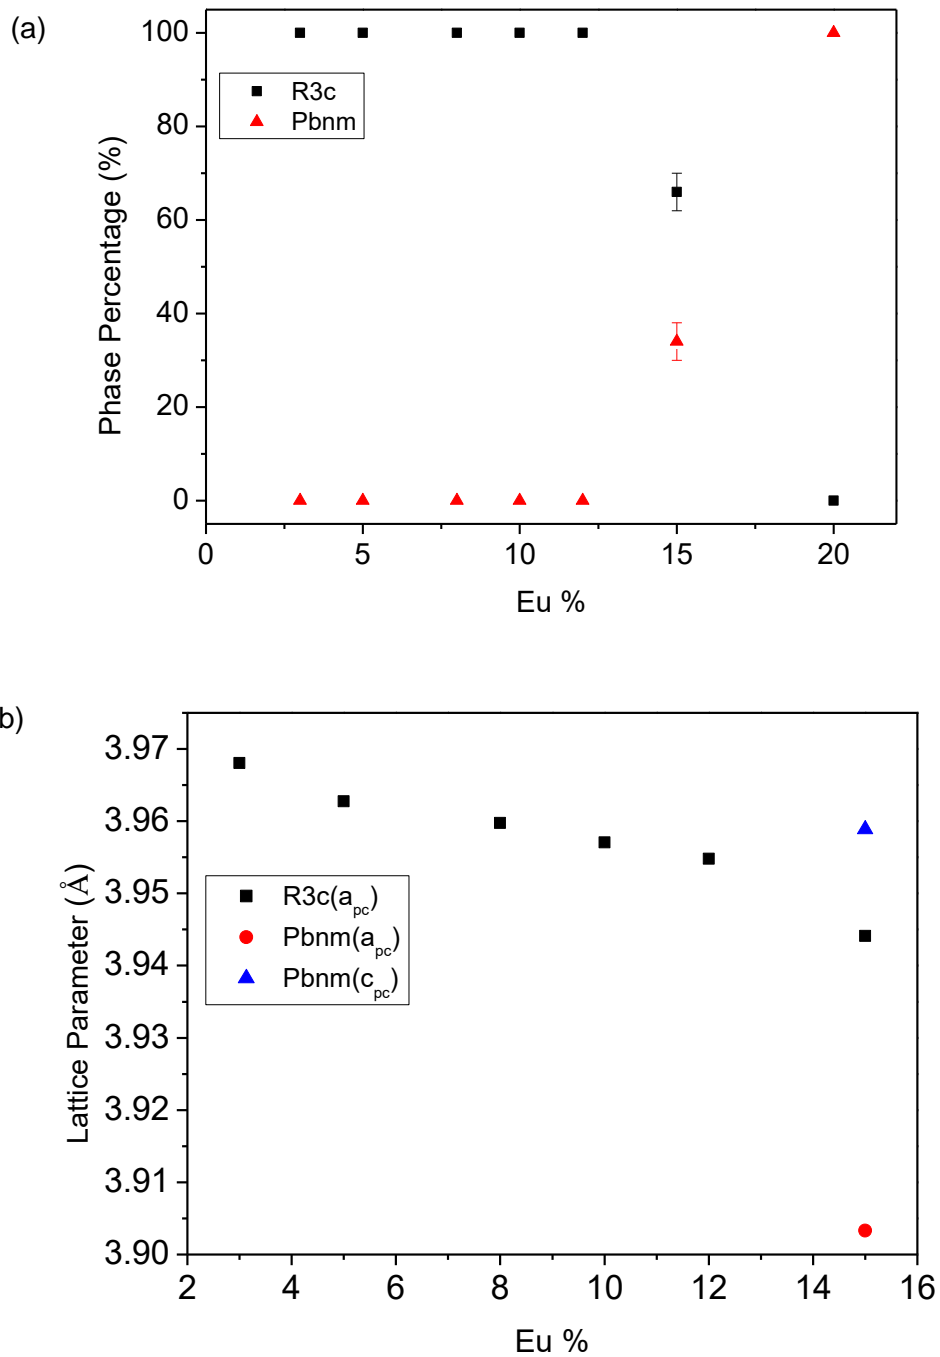 (a)
100
80
60
40
20
0
Phase Percentage (%)
R3c
Pbnm
0 5 10 15 20
Eu %
b)
3.97
3.96
3.95
3.94
3.93
3.92
3.91
3.90
Lattice Parameter (Å)
R3c(apc)
Pbnm(apc)
Pbnm(cpc)
2 4 6 8 10 12 14 16
Eu %